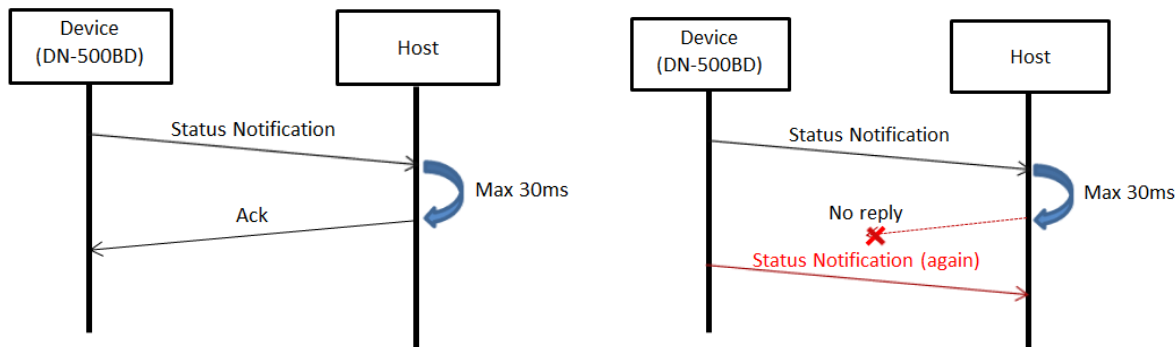 Device
(DN-500BD)
Host
Status Notification
Max 30ms
Ack
Device
(DN-500BD)
Host
Status Notification
Max 30ms
No reply
Status Notification (again)